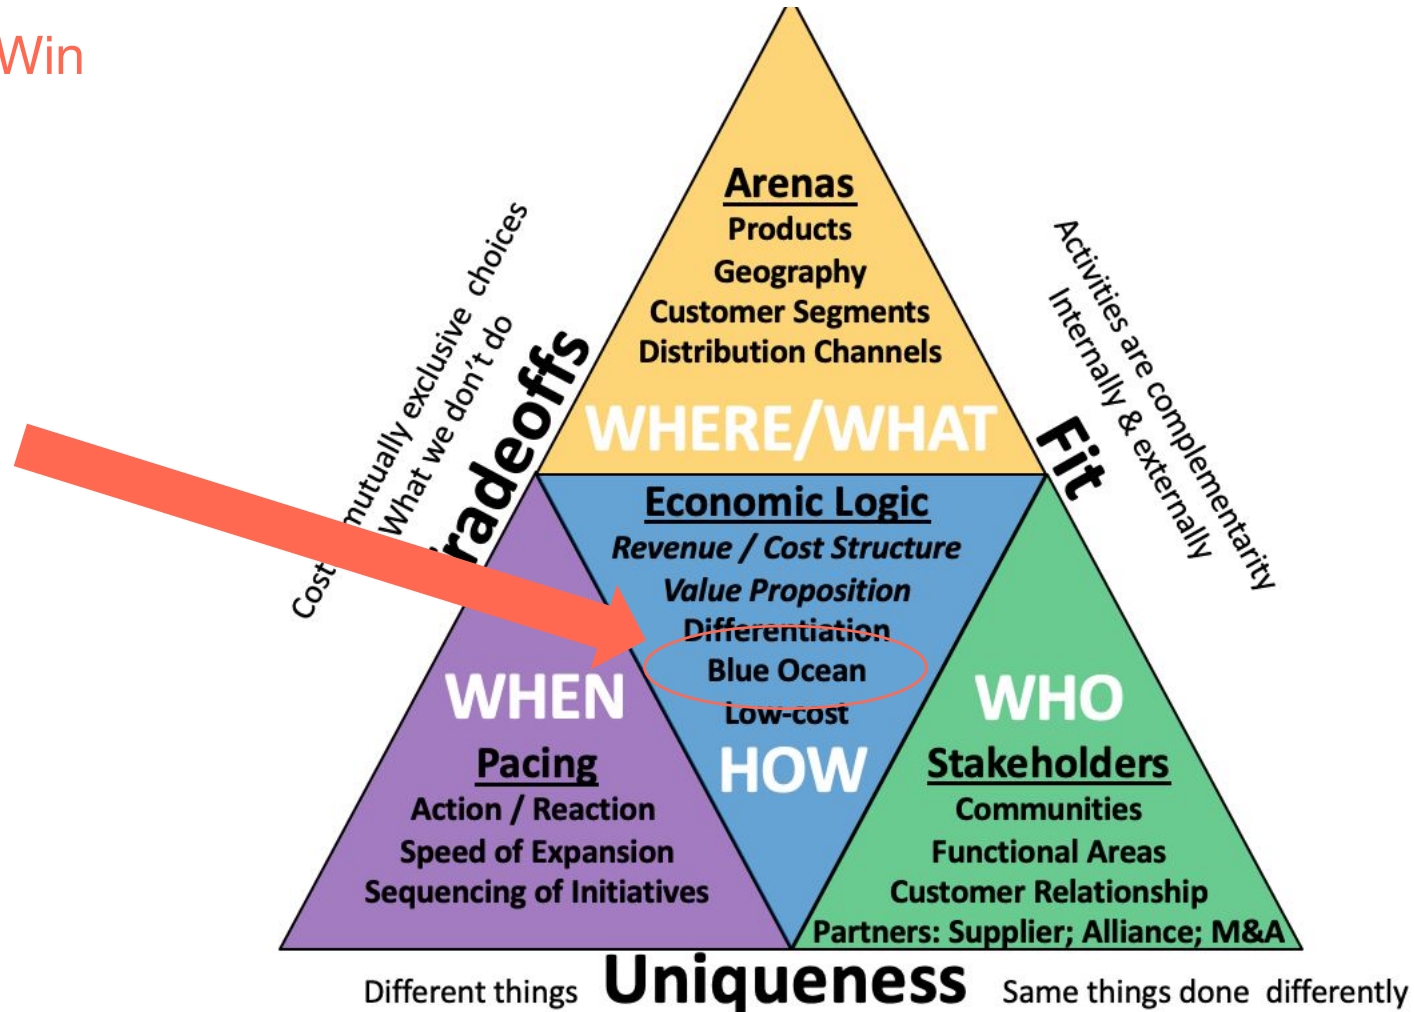 Win
Arenas
Products
Geography
Customer Segments
Distribution Channels
WHERE/WHAT
Cost mutually exclusive choices
What we don't do
radeoffs
Activities are complementarity
Internally & externally
Fit
Economic Logic
Revenue / Cost Structure
Value Proposition
Differentiation
Blue Ocean
Low-cost
HOW
WHEN
Pacing
Action / Reaction
Speed of Expansion
Sequencing of Initiatives
WHO
Stakeholders
Communities
Functional Areas
Customer Relationship
Partners: Supplier; Alliance; M&A
Different things Uniqueness Same things done differently